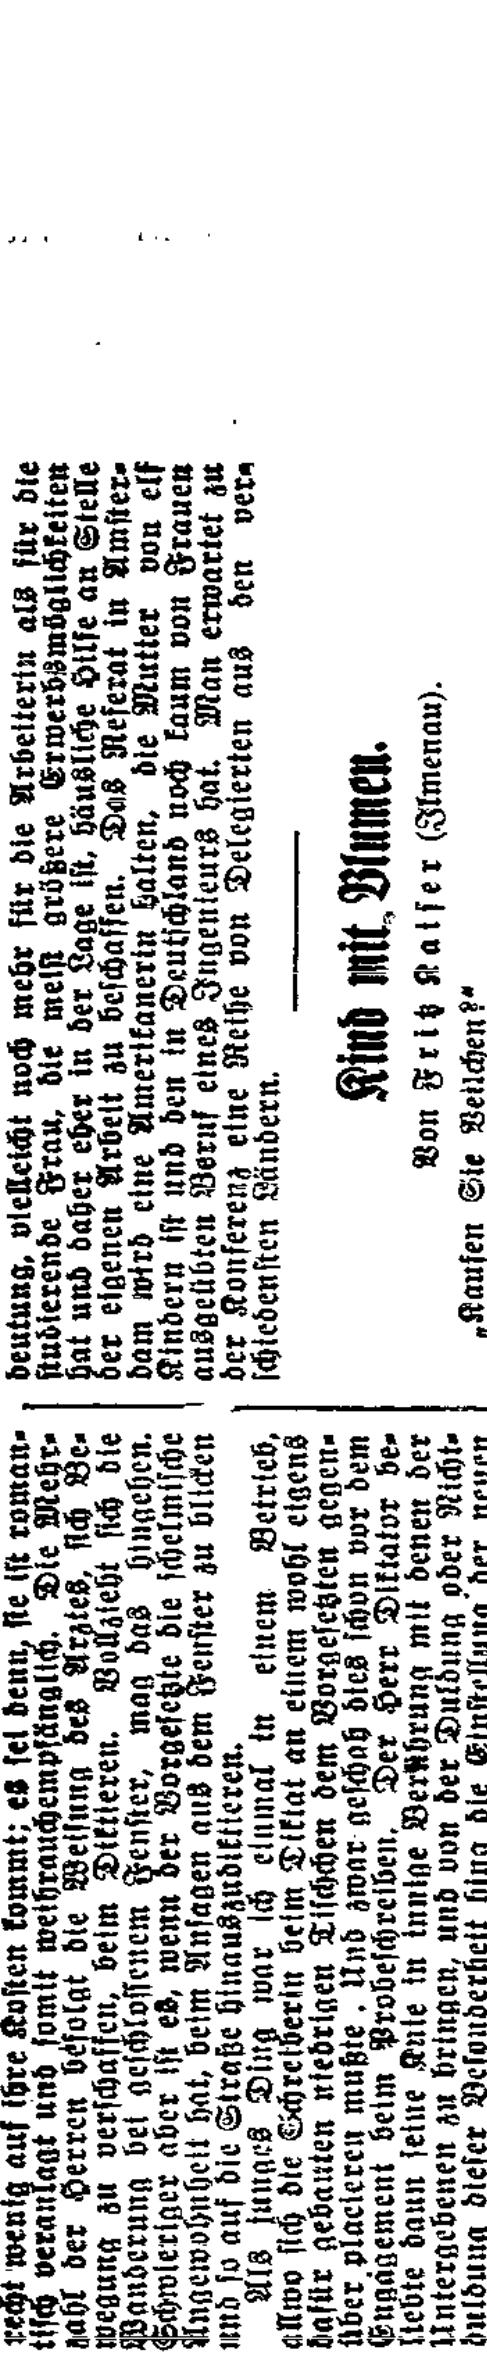 recht wenig auf ihre Kosten kommt; es sei denn, sie ist roman-
tisch veranlagt und somit weihrauchempfänglich. Die Mehr-
zahl der Herren befolgt die Weisung des Arztes, sich Be-
wegung zu verschaffen, beim Diktieren. Vollzieht sich die
Wanderung bei geschlossenem Fenster, mag das hingehen.
Schwieriger aber ist es, wenn der Vorgesetzte die schelmische
Angewohnheit hat, beim Ansagen aus dem Fenster zu blicken
und so auf die Straße hinauszudiktieren.
Als junges Ding war ich einmal in einem Betrieb,
allwo sich die Schreiberin beim Diktat an einem wohl eigens
dafür gebauten niedrigen Tischchen dem Vorgesetzten gegen-
über placieren mußte. Und zwar geschah dies schon vor dem
Engagement beim Probeschreiben. Der Herr Diktator be-
liebte dann seine Knie in innige Berührung mit denen der
Untergebenen zu bringen, und von der Duldung oder Nicht-
duldung dieser Besonderheit hing die Einstellung der neuen
deutung, vielleicht noch mehr für die Arbeiterin als für die
studierende Frau, die meist größere Erwerbsmöglichkeiten
hat und daher eher in der Lage ist, häusliche Hilfe an Stelle
der eigenen Arbeit zu beschaffen. Das Referat in Amster-
dam wird eine Amerikanerin halten, die Mutter von elf
Kindern ist und den in Deutschland noch kaum von Frauen
ausgeübten Beruf eines Ingenieurs hat. Man erwartet zu
der Konferenz eine Reihe von Delegierten aus den ver-
schiedensten Ländern.
Kind mit Blumen.
Von Fritz Kaiser (Ilmenau).
„Kaufen Sie Veilchen?“